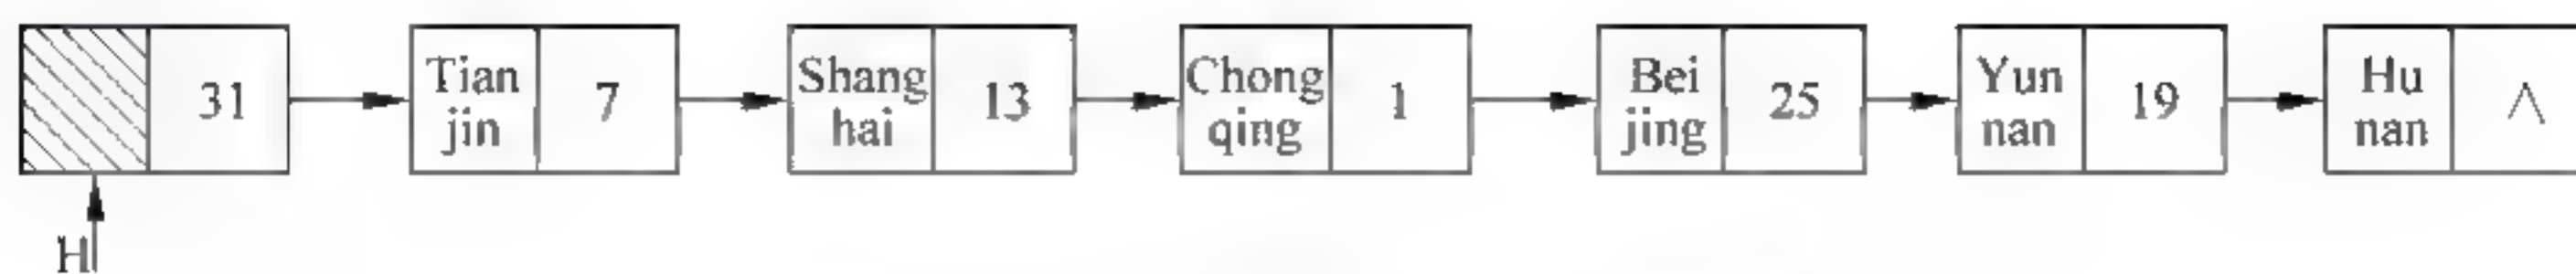 31
Tian
jin
7
Shang
hai
13
Chong
qing
1
Bei
jing
25
Yun
nan
19
Hu
nan
∧
H